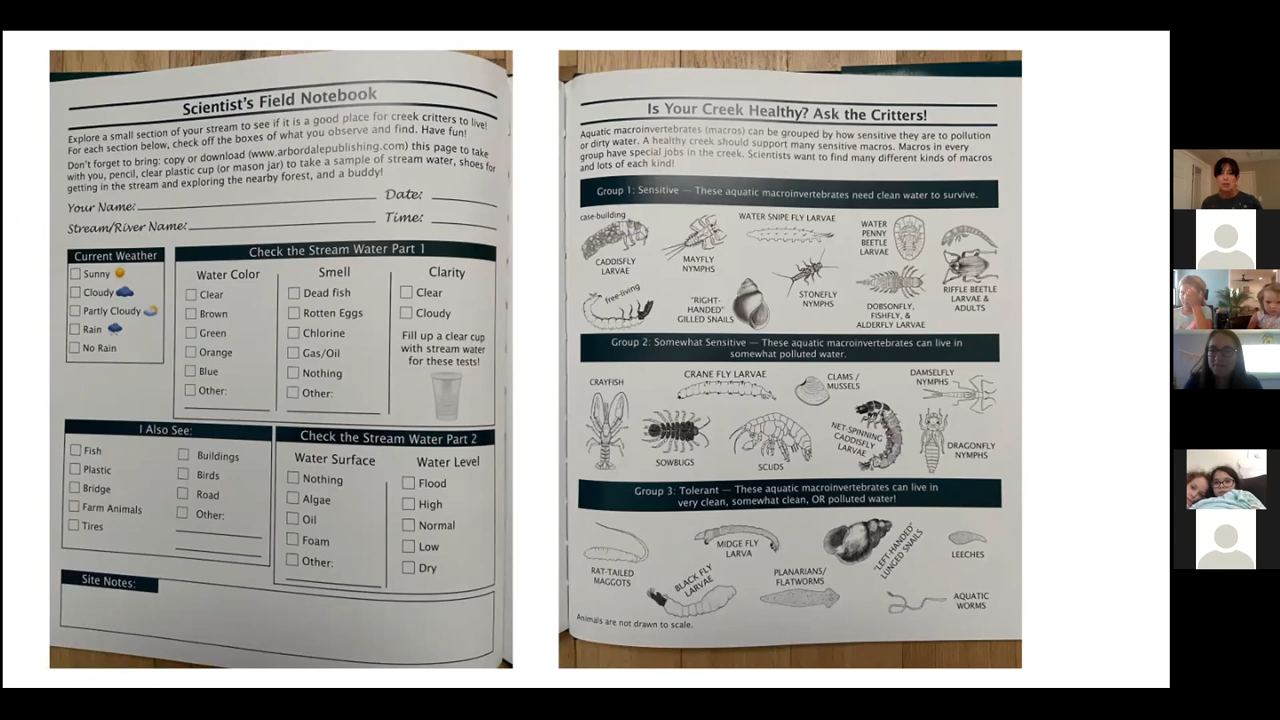 Scientist's Field Notebook
Explore a small section of your stream to see if it is a good place for creek critters to live!
For each section below, check off the boxes of what you observe and find. Have fun!
Don't forget to bring: copy or download (www.arbordalepublishing.com) this page to take
with you, pencil, clear plastic cup (or mason jar) to take a sample of stream water, shoes for
getting in the stream and exploring the nearby forest, and a buddy!
Your Name:
Date:
Stream/River Name:
Time:
Current Weather
Sunny
Cloudy
Partly Cloudy
Rain
No Rain
Check the Stream Water Part 1
Water Color
Clear
Brown
Green
Orange
Blue
Other:
Smell
Dead fish
Rotten Eggs
Chlorine
Gas/Oil
Nothing
Other:
Clarity
Clear
Cloudy
Fill up a clear cup
with stream water
for these tests!
I Also See:
Fish
Plastic
Bridge
Farm Animals
Tires
Buildings
Birds
Road
Other:
Check the Stream Water Part 2
Water Surface
Nothing
Algae
Oil
Foam
Other:
Water Level
Flood
High
Normal
Low
Dry
Site Notes:
Is Your Creek Healthy? Ask the Critters!
Aquatic macroinvertebrates (macros) can be grouped by how sensitive they are to pollution
or dirty water. A healthy creek should support many sensitive macros. Macros in every
group have special jobs in the creek. Scientists want to find many different kinds of macros
and lots of each kind!
Group 1: Sensitive — These aquatic macroinvertebrates need clean water to survive.
case-building
CADDISFLY
LARVAE
free-living
MAYFLY
NYMPHS
WATER SNIPE FLY LARVAE
"RIGHT-
HANDED"
GILLED SNAILS
STONEFLY
NYMPHS
WATER
PENNY
BEETLE
LARVAE
DOBSONFLY,
FISHFLY, &
ALDERFLY LARVAE
RIFFLE BEETLE
LARVAE &
ADULTS
Group 2: Somewhat Sensitive — These aquatic macroinvertebrates can live in
somewhat polluted water.
CRAYFISH
CRANE FLY LARVAE
CLAMS /
MUSSELS
DAMSELFLY
NYMPHS
SOWBUGS
SCUDS
NET-SPINNING
CADDISFLY
LARVAE
DRAGONFLY
NYMPHS
Group 3: Tolerant — These aquatic macroinvertebrates can live in
very clean, somewhat clean, OR polluted water!
RAT-TAILED
MAGGOTS
MIDGE FLY
LARVA
BLACK FLY
LARVAE
PLANARIANS/
FLATWORMS
"LEFT-HANDED"
LUNGED SNAILS
LEECHES
AQUATIC
WORMS
Animals are not drawn to scale.